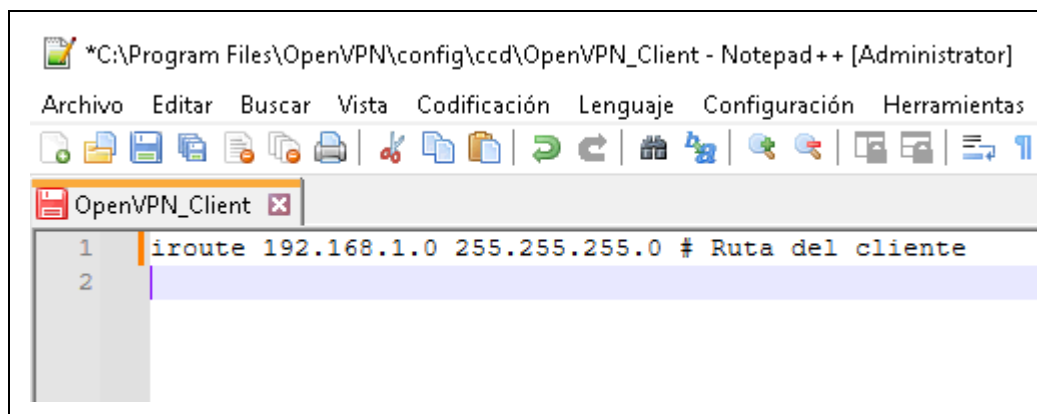 *C:\Program Files\OpenVPN\config\ccd\OpenVPN_Client - Notepad++ [Administrator]
Archivo Editar Buscar Vista Codificación Lenguaje Configuración Herramientas
OpenVPN_Client
1 iroute 192.168.1.0 255.255.255.0 # Ruta del cliente
2